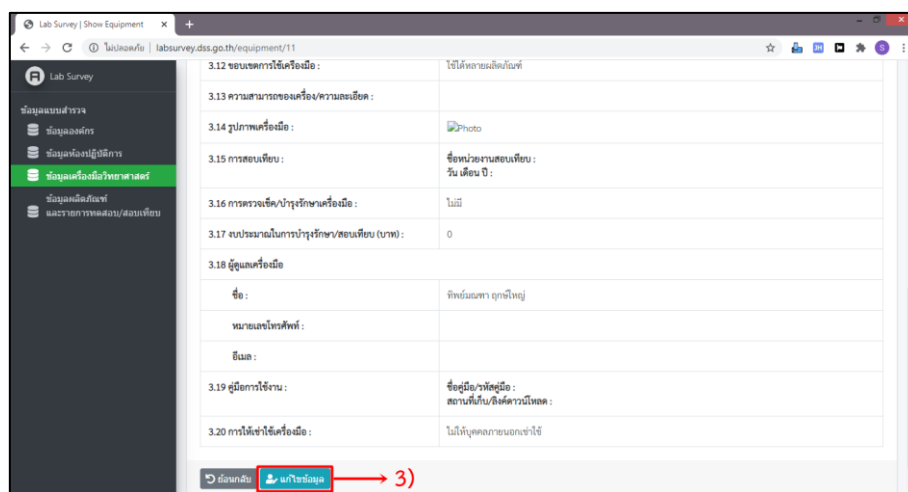 Lab Survey | Show Equipment
ไม่ปลอดภัย | labsurvey.dss.go.th/equipment/11
JH
S
Lab Survey
ข้อมูลแบบสำรวจ
ข้อมูลองค์กร
ข้อมูลห้องปฏิบัติการ
ข้อมูลเครื่องมือวิทยาศาสตร์
ข้อมูลผลิตภัณฑ์
และรายการทดสอบ/สอบเทียบ
3.12 ขอบเขตการใช้เครื่องมือ : ใช้ได้หลายผลิตภัณฑ์
3.13 ความสามารถของเครื่อง/ความละเอียด :
3.14 รูปภาพเครื่องมือ : Photo
3.15 การสอบเทียบ : ชื่อหน่วยงานสอบเทียบ :
วัน เดือน ปี :
3.16 การตรวจเช็ค/บำรุงรักษาเครื่องมือ : ไม่มี
3.17 งบประมาณในการบำรุงรักษา/สอบเทียบ (บาท) : 0
3.18 ผู้ดูแลเครื่องมือ
ชื่อ : ทิพย์มณฑา ฤกษ์ใหญ่
หมายเลขโทรศัพท์ :
อีเมล :
3.19 คู่มือการใช้งาน : ชื่อคู่มือ/รหัสคู่มือ :
สถานที่เก็บ/ลิงค์ดาวน์โหลด :
3.20 การให้เช่าใช้เครื่องมือ : ไม่ให้บุคคลภายนอกเช่าใช้
ย้อนกลับ แก้ไขข้อมูล 3)